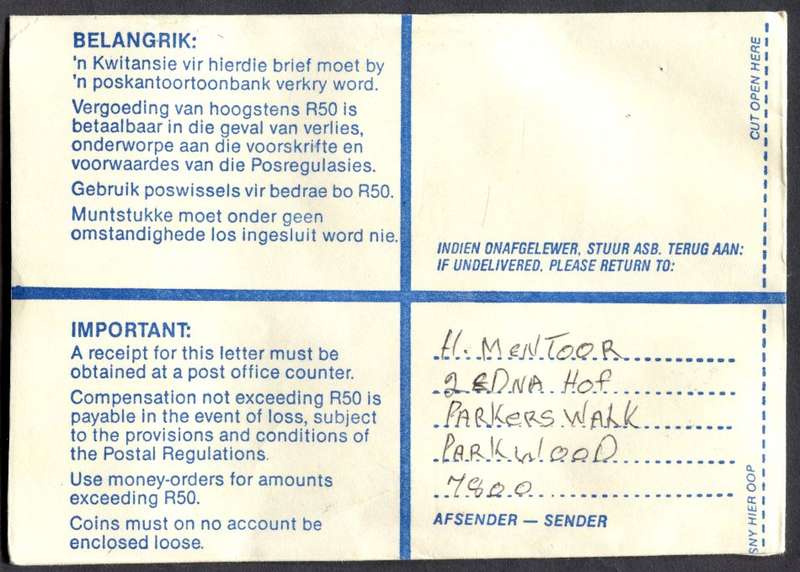 BELANGRIK:
'n Kwitansie vir hierdie brief moet by
'n poskantoortoonbank verkry word.
Vergoeding van hoogstens R50 is
betaalbaar in die geval van verlies,
onderworpe aan die voorskrifte en
voorwaardes van die Posregulasies.
Gebruik poswissels vir bedrae bo R50.
Muntstukke moet onder geen
omstandighede los ingesluit word nie.
CUT OPEN HERE
INDIEN ONAFGELEWER, STUUR ASB. TERUG AAN:
IF UNDELIVERED, PLEASE RETURN TO:
IMPORTANT:
A receipt for this letter must be
obtained at a post office counter.
Compensation not exceeding R50 is
payable in the event of loss, subject
to the provisions and conditions of
the Postal Regulations.
Use money-orders for amounts
exceeding R50.
Coins must on no account be
enclosed loose.
H. MENTOOR
2 EDNA HOF
PARKERS WALK
PARKWOOD
7800
AFSENDER — SENDER
SNY HIER OOP